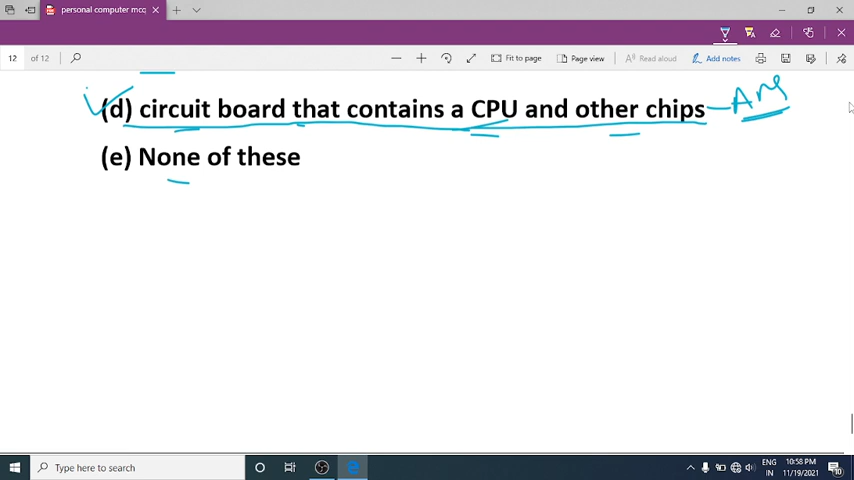 personal computer mcq
12 of 12
Fit to page
Page view
Read aloud
Add notes
(d) circuit board that contains a CPU and other chips
(e) None of these
Type here to search
ENG
IN
10:58 PM
11/19/2021
10